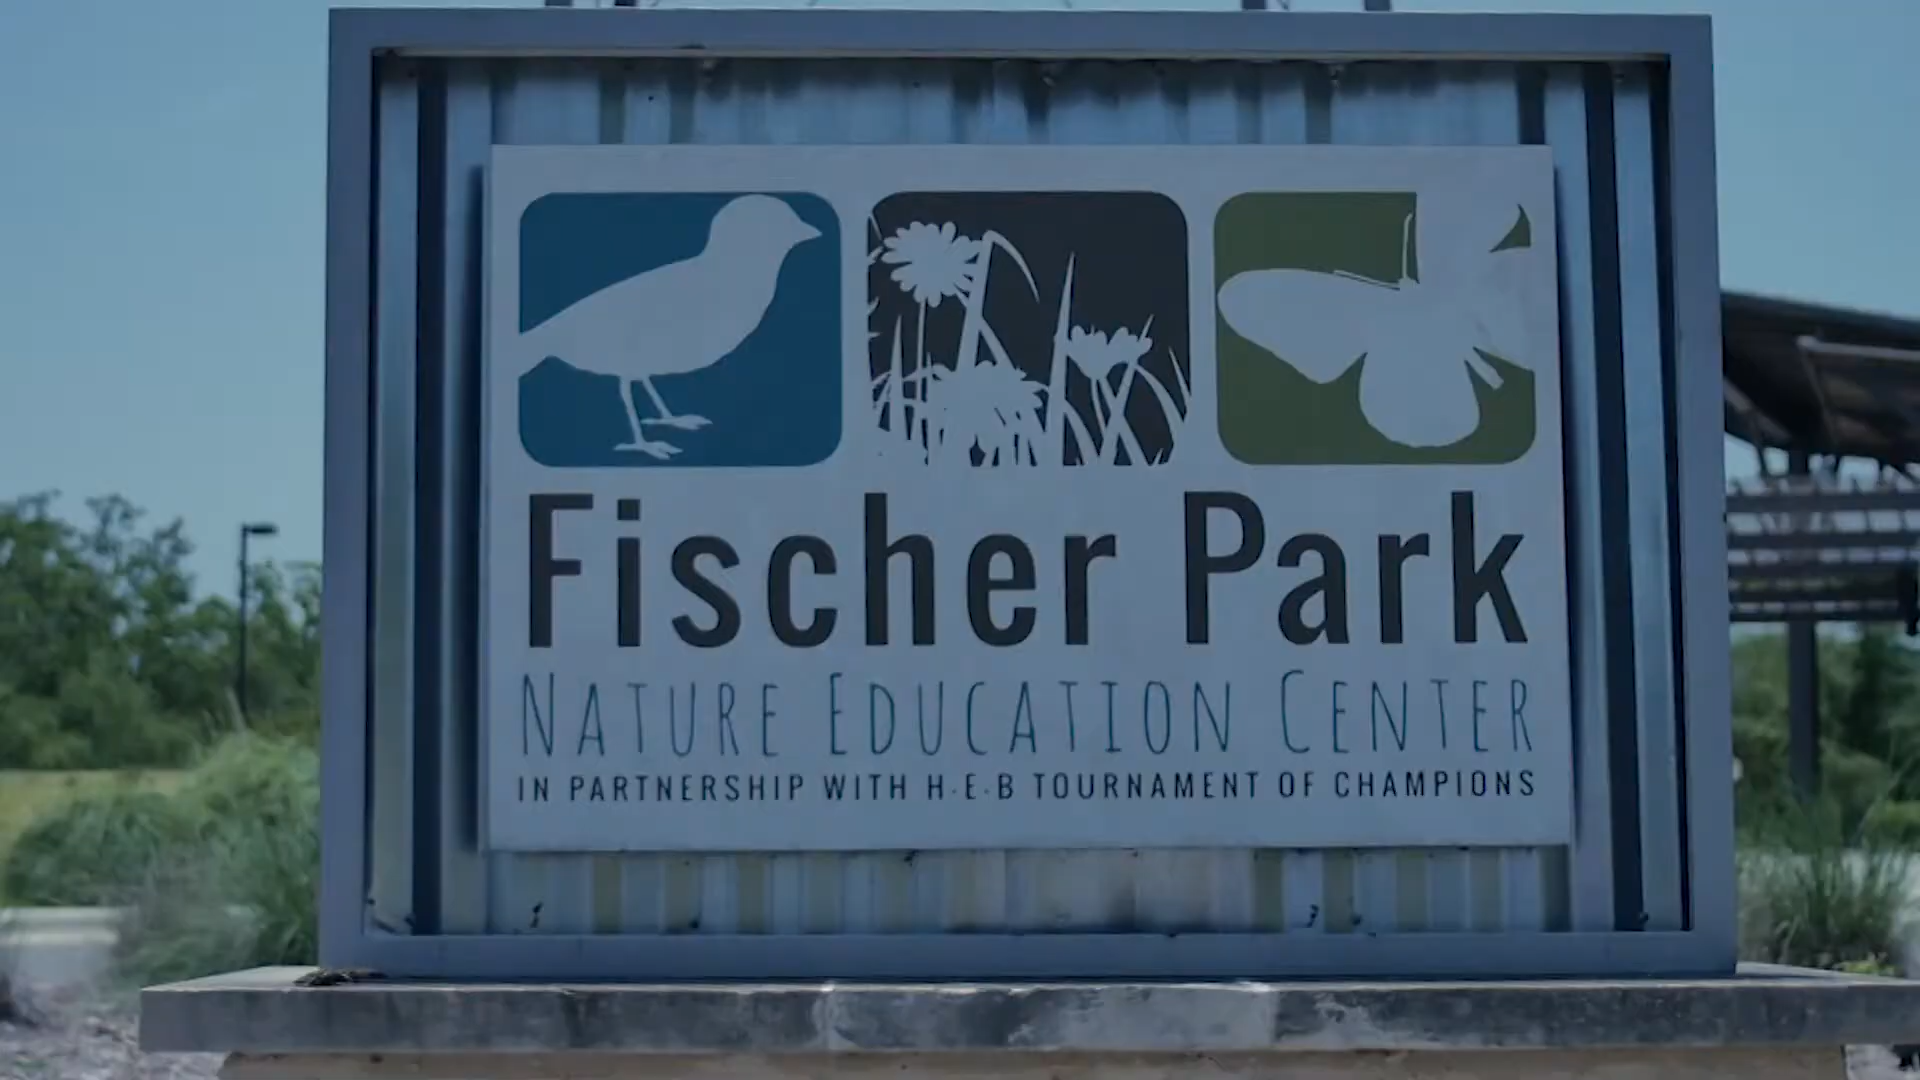 Fischer Park
NATURE EDUCATION CENTER
IN PARTNERSHIP WITH H·E·B TOURNAMENT OF CHAMPIONS